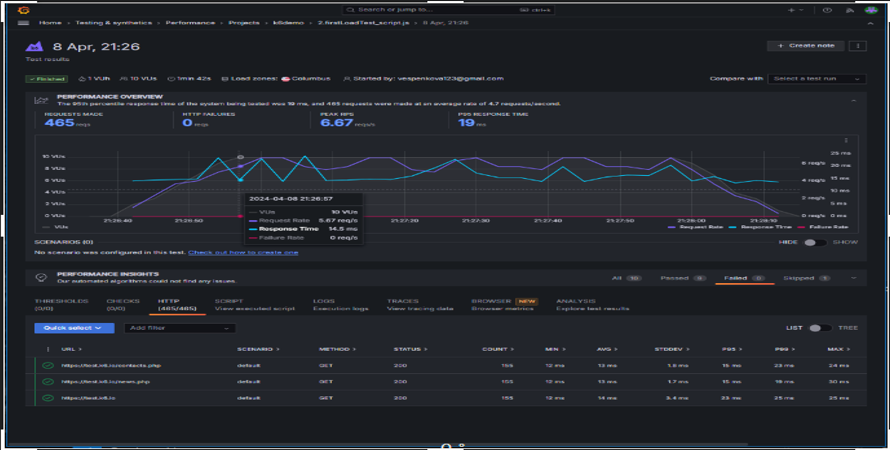 Search or jump to... ctrl+k
Home > Testing & synthetics > Performance > Projects > k6demo > 2.firstLoadTest_script.js > 8 Apr, 21:26
8 Apr, 21:26
+ Create note
Test results
Finished 1 VUh 10 VUs 1min 42s Load zones: Columbus Started by: vespenkova123@gmail.com Compare with Select a test run
PERFORMANCE OVERVIEW
The 95th percentile response time of the system being tested was 19 ms, and 465 requests were made at an average rate of 4.7 requests/second.
REQUESTS MADE HTTP FAILURES PEAK RPS P95 RESPONSE TIME
465 reqs 0 reqs 6.67 reqs/s 19 ms
10 VUs 25 ms
8 VUs 6 req/s 20 ms
6 VUs 4 req/s 15 ms
4 VUs 10 ms
2 VUs 2 req/s 5 ms
0 VUs 0 req/s 0 ms
21:26:40 21:26:50 21:27:20 21:27:30 21:27:40 21:27:50 21:28:00 21:28:10
2024-04-08 21:26:57
VUs 10 VUs
Request Rate 5.67 req/s
Response Time 14.5 ms
Failure Rate 0 req/s
VUs Request Rate Response Time Failure Rate
SCENARIOS (0) HIDE SHOW
No scenario was configured in this test. Check out how to create one
PERFORMANCE INSIGHTS
Our automated algorithms could not find any issues.
All 10 Passed Failed 0 Skipped 1
THRESHOLDS CHECKS HTTP SCRIPT LOGS TRACES BROWSER NEW ANALYSIS
(0/0) (0/0) (465/465) View executed script Execution logs View tracing data Browser metrics Explore test results
Quick select Add filter LIST TREE
URL SCENARIO METHOD STATUS COUNT MIN AVG STDDEV P95 P99 MAX
https://test.k6.io/contacts.php default GET 200 155 12 ms 13 ms 1.8 ms 15 ms 23 ms 24 ms
https://test.k6.io/news.php default GET 200 155 12 ms 13 ms 1.7 ms 15 ms 19 ms 30 ms
https://test.k6.io default GET 200 155 12 ms 14 ms 3.4 ms 23 ms 25 ms 25 ms